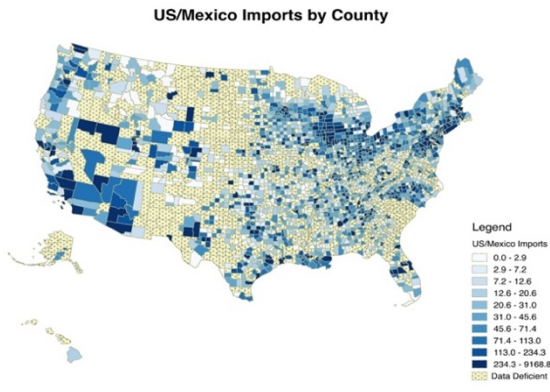 US/Mexico Imports by County
Legend
US/Mexico Imports
0.0 - 2.9
2.9 - 7.2
7.2 - 12.6
12.6 - 20.6
20.6 - 31.0
31.0 - 45.6
45.6 - 71.4
71.4 - 113.0
113.0 - 234.3
234.3 - 9168.8
Data Deficient